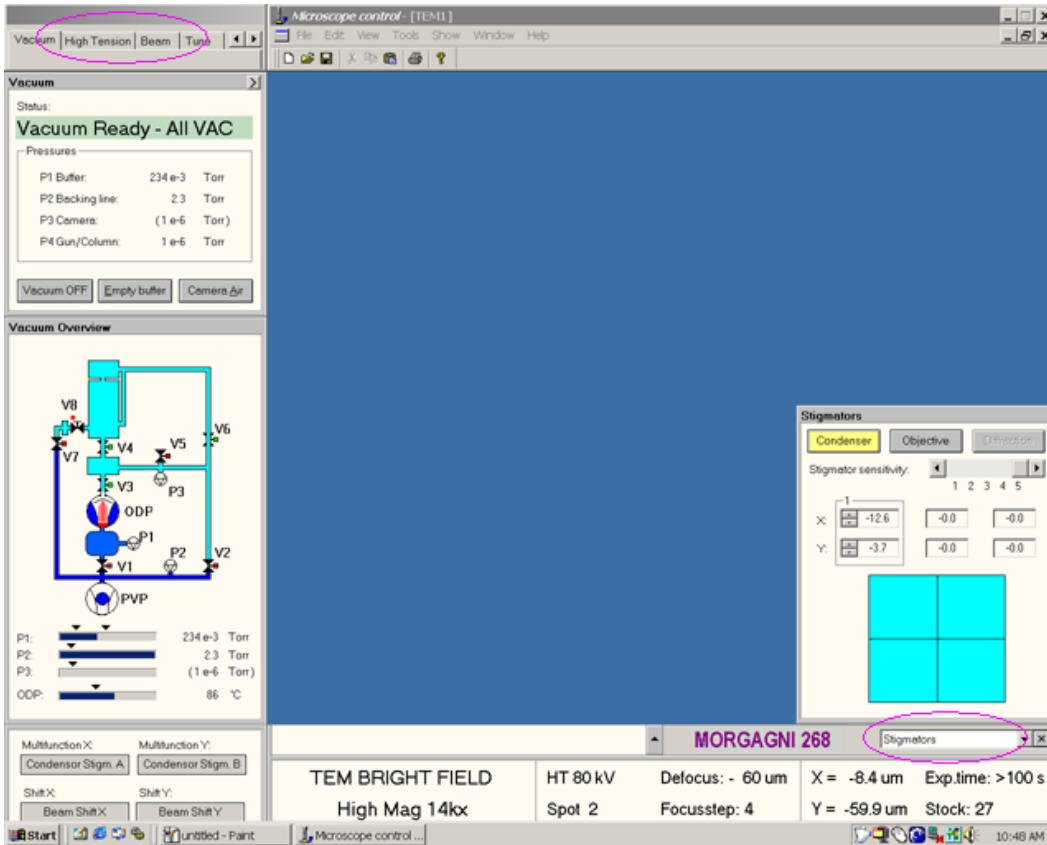 Microscope control - [TEM1]
File Edit View Tools Show Window Help
Vacuum High Tension Beam Tune
Vacuum
Status:
Vacuum Ready - All VAC
Pressures
P1 Buffer: 234 e-3 Torr
P2 Backing line: 2.3 Torr
P3 Camera: (1 e-6 Torr)
P4 Gun/Column: 1 e-6 Torr
Vacuum OFF Empty buffer Camera Air
Vacuum Overview
V8
V7
V4
V5
V6
V3
P3
ODP
P1
V1
P2
V2
PVP
P1: 234 e-3 Torr
P2: 2.3 Torr
P3: (1 e-6 Torr)
ODP: 86 °C
Multifunction X: Multifunction Y:
Condensor Stigm. A Condensor Stigm. B
Shift X: Shift Y:
Beam Shift X Beam Shift Y
Stigmators
Condenser Objective Diffraction
Stigmator sensitivity:
1 2 3 4 5
1
X: -12.6 -0.0 -0.0
Y: -3.7 -0.0 -0.0
MORGAGNI 268 Stigmators
TEM BRIGHT FIELD HT 80 kV Defocus: - 60 um X = -8.4 um Exp.time: >100 s
High Mag 14kx Spot 2 Focusstep: 4 Y = -59.9 um Stock: 27
Start untitled - Paint Microscope control ... 10:48 AM